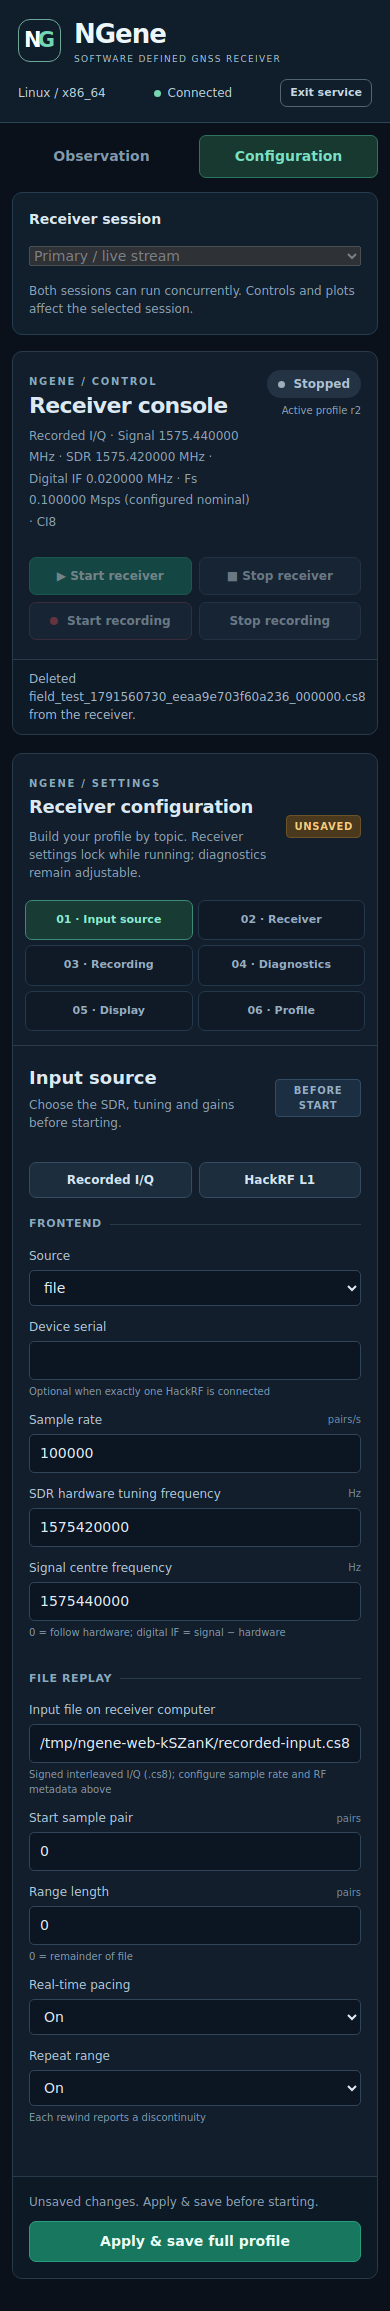 NG
NGene
SOFTWARE DEFINED GNSS RECEIVER
Linux / x86_64
Connected
Exit service
Observation
Configuration
Receiver session
Primary / live stream
Both sessions can run concurrently. Controls and plots
affect the selected session.
NGENE / CONTROL
Receiver console
Stopped
Active profile r2
Recorded I/Q · Signal 1575.440000
MHz · SDR 1575.420000 MHz ·
Digital IF 0.020000 MHz · Fs
0.100000 Msps (configured nominal)
· CI8
▶ Start receiver
■ Stop receiver
Start recording
Stop recording
Deleted
field_test_1791560730_eeaa9e703f60a236_000000.cs8
from the receiver.
NGENE / SETTINGS
Receiver configuration
Build your profile by topic. Receiver
settings lock while running; diagnostics
remain adjustable.
UNSAVED
01 · Input source
02 · Receiver
03 · Recording
04 · Diagnostics
05 · Display
06 · Profile
Input source
Choose the SDR, tuning and gains
before starting.
BEFORE
START
Recorded I/Q
HackRF L1
FRONTEND
Source
file
Device serial
Optional when exactly one HackRF is connected
Sample rate
pairs/s
100000
SDR hardware tuning frequency
Hz
1575420000
Signal centre frequency
Hz
1575440000
0 = follow hardware; digital IF = signal − hardware
FILE REPLAY
Input file on receiver computer
/tmp/ngene-web-kSZanK/recorded-input.cs8
Signed interleaved I/Q (.cs8); configure sample rate and RF
metadata above
Start sample pair
pairs
0
Range length
pairs
0
0 = remainder of file
Real-time pacing
On
Repeat range
On
Each rewind reports a discontinuity
Unsaved changes. Apply & save before starting.
Apply & save full profile